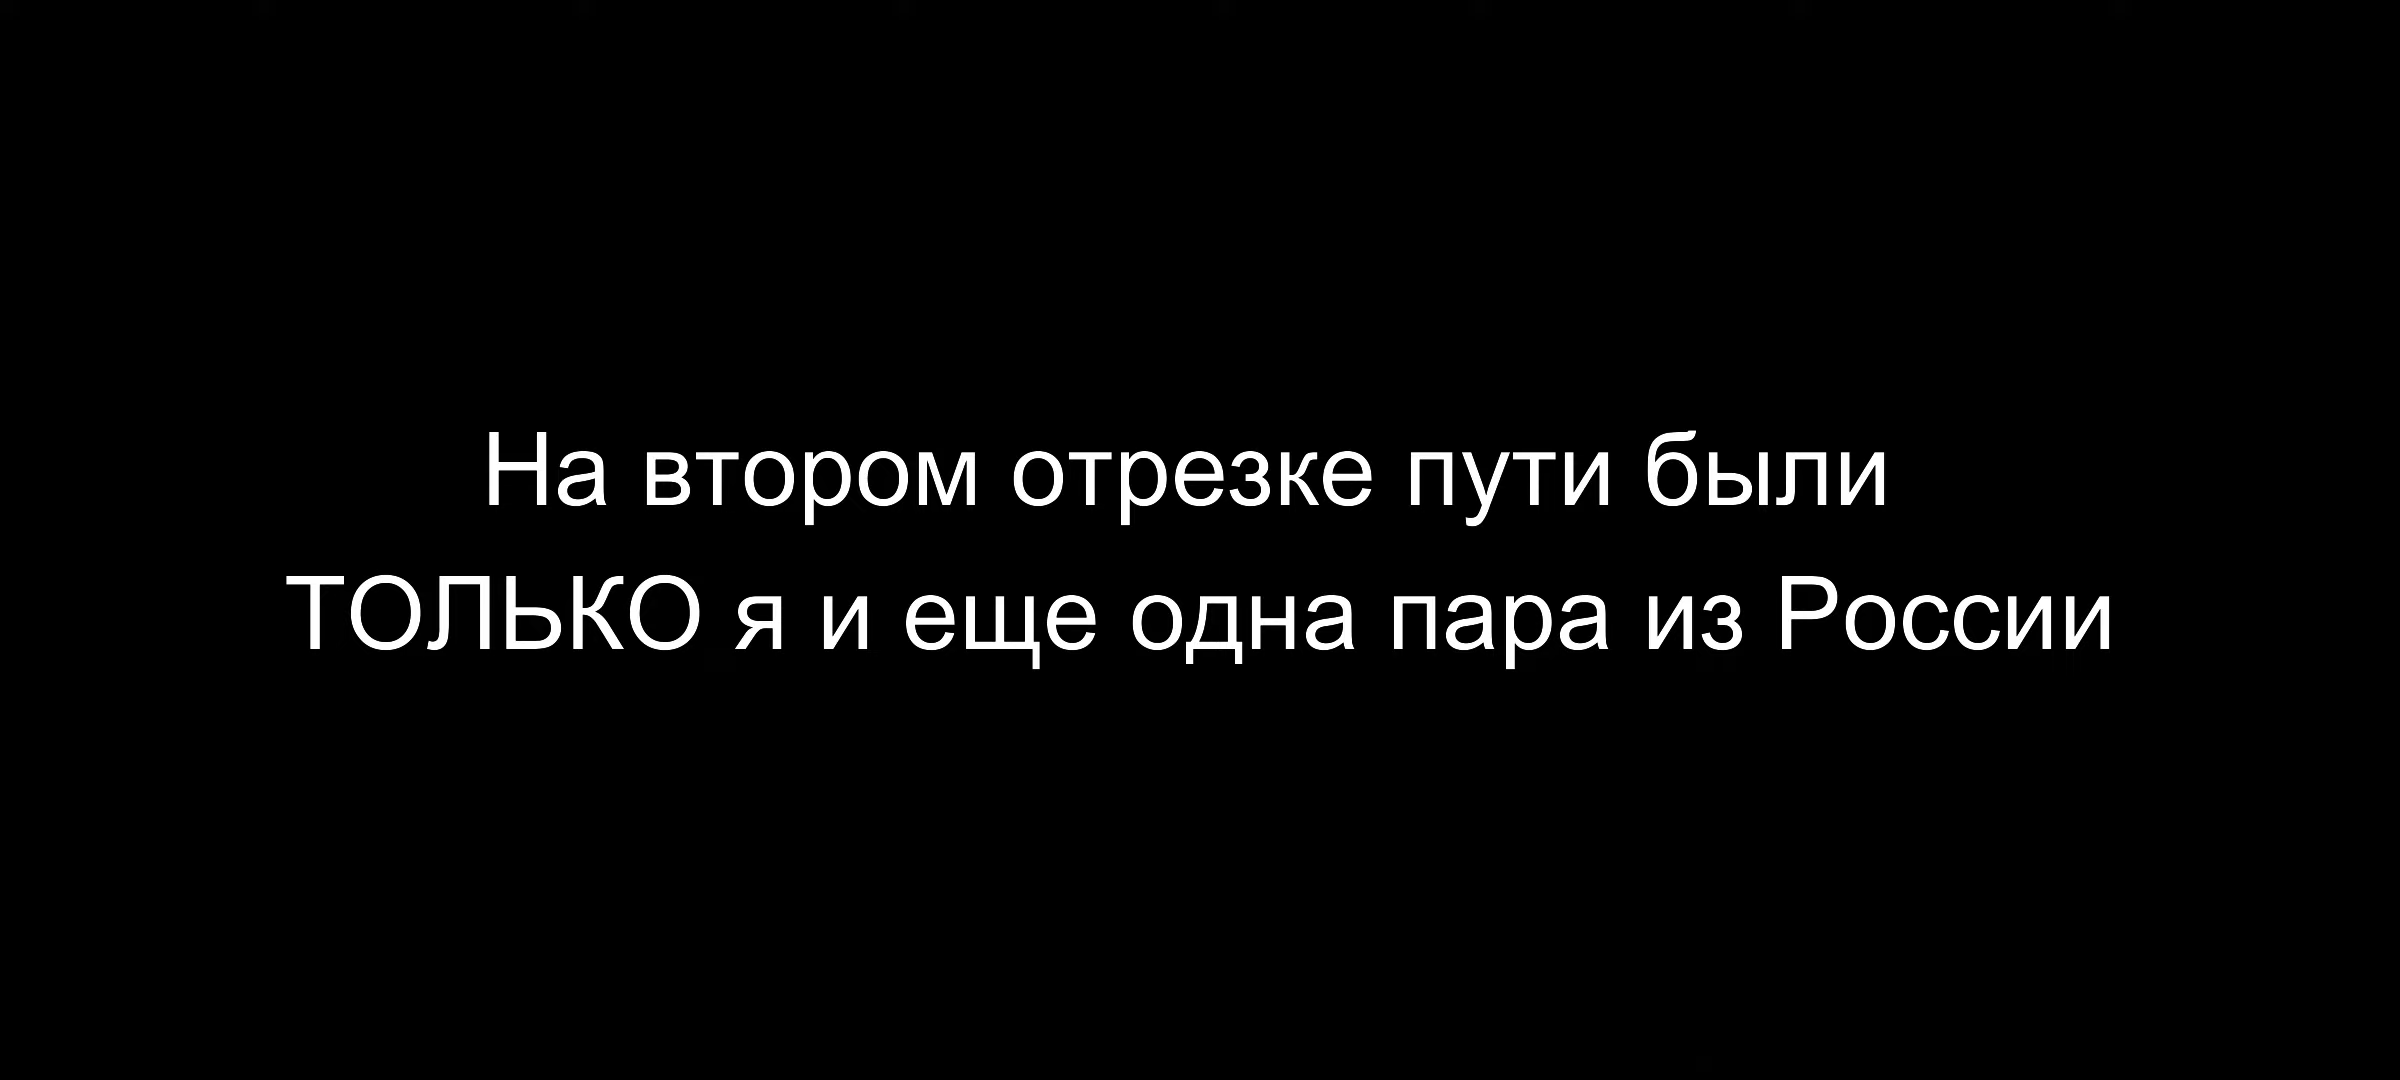 На втором отрезке пути были
ТОЛЬКО я и еще одна пара из России